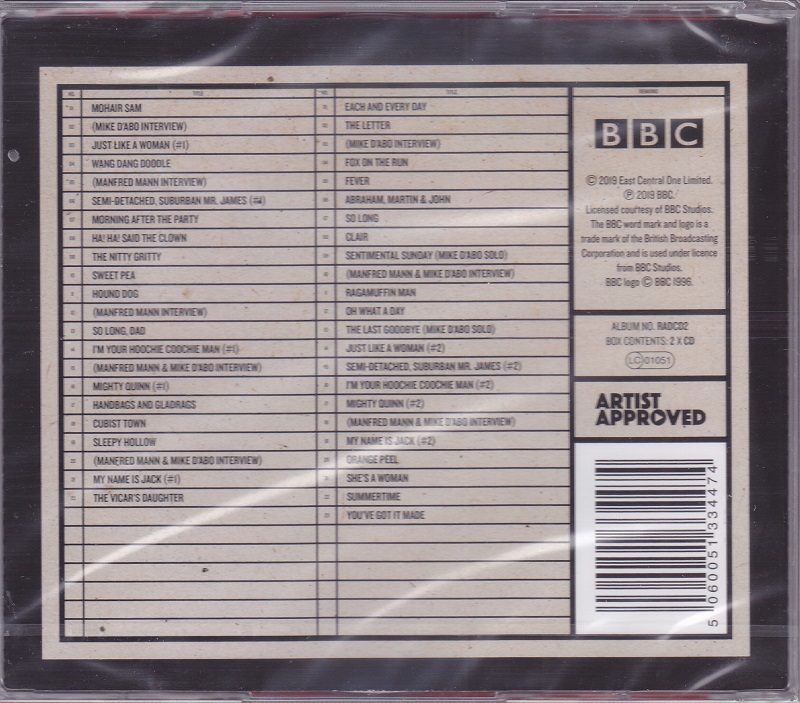 NO. TITLE
MOHAIR SAM
(MIKE D'ABO INTERVIEW)
JUST LIKE A WOMAN (#1)
WANG DANG DOODLE
(MANFRED MANN INTERVIEW)
SEMI-DETACHED, SUBURBAN MR. JAMES (#1)
MORNING AFTER THE PARTY
HA! HA! SAID THE CLOWN
THE NITTY GRITTY
SWEET PEA
HOUND DOG
(MANFRED MANN INTERVIEW)
SO LONG, DAD
I'M YOUR HOOCHIE COOCHIE MAN (#1)
(MANFRED MANN & MIKE D'ABO INTERVIEW)
MIGHTY QUINN (#1)
HANDBAGS AND GLADRAGS
CUBIST TOWN
SLEEPY HOLLOW
(MANFRED MANN & MIKE D'ABO INTERVIEW)
MY NAME IS JACK (#1)
THE VICAR'S DAUGHTER
NO. TITLE
EACH AND EVERY DAY
THE LETTER
(MIKE D'ABO INTERVIEW)
FOX ON THE RUN
FEVER
ABRAHAM, MARTIN & JOHN
SO LONG
CLAIR
SENTIMENTAL SUNDAY (MIKE D'ABO SOLO)
(MANFRED MANN & MIKE D'ABO INTERVIEW)
RAGAMUFFIN MAN
OH WHAT A DAY
THE LAST GOODBYE (MIKE D'ABO SOLO)
JUST LIKE A WOMAN (#2)
SEMI-DETACHED, SUBURBAN MR. JAMES (#2)
I'M YOUR HOOCHIE COOCHIE MAN (#2)
MIGHTY QUINN (#2)
(MANFRED MANN & MIKE D'ABO INTERVIEW)
MY NAME IS JACK (#2)
ORANGE PEEL
SHE'S A WOMAN
SUMMERTIME
YOU'VE GOT IT MADE
BBC
© 2019 East Central One Limited.
℗ 2019 BBC.
Licensed courtesy of BBC Studios.
The BBC word mark and logo is a
trade mark of the British Broadcasting
Corporation and is used under licence
from BBC Studios.
BBC logo © BBC 1996.
ALBUM NO. RADCD2
BOX CONTENTS: 2 X CD
LC 01051
ARTIST
APPROVED
5 060051 334474